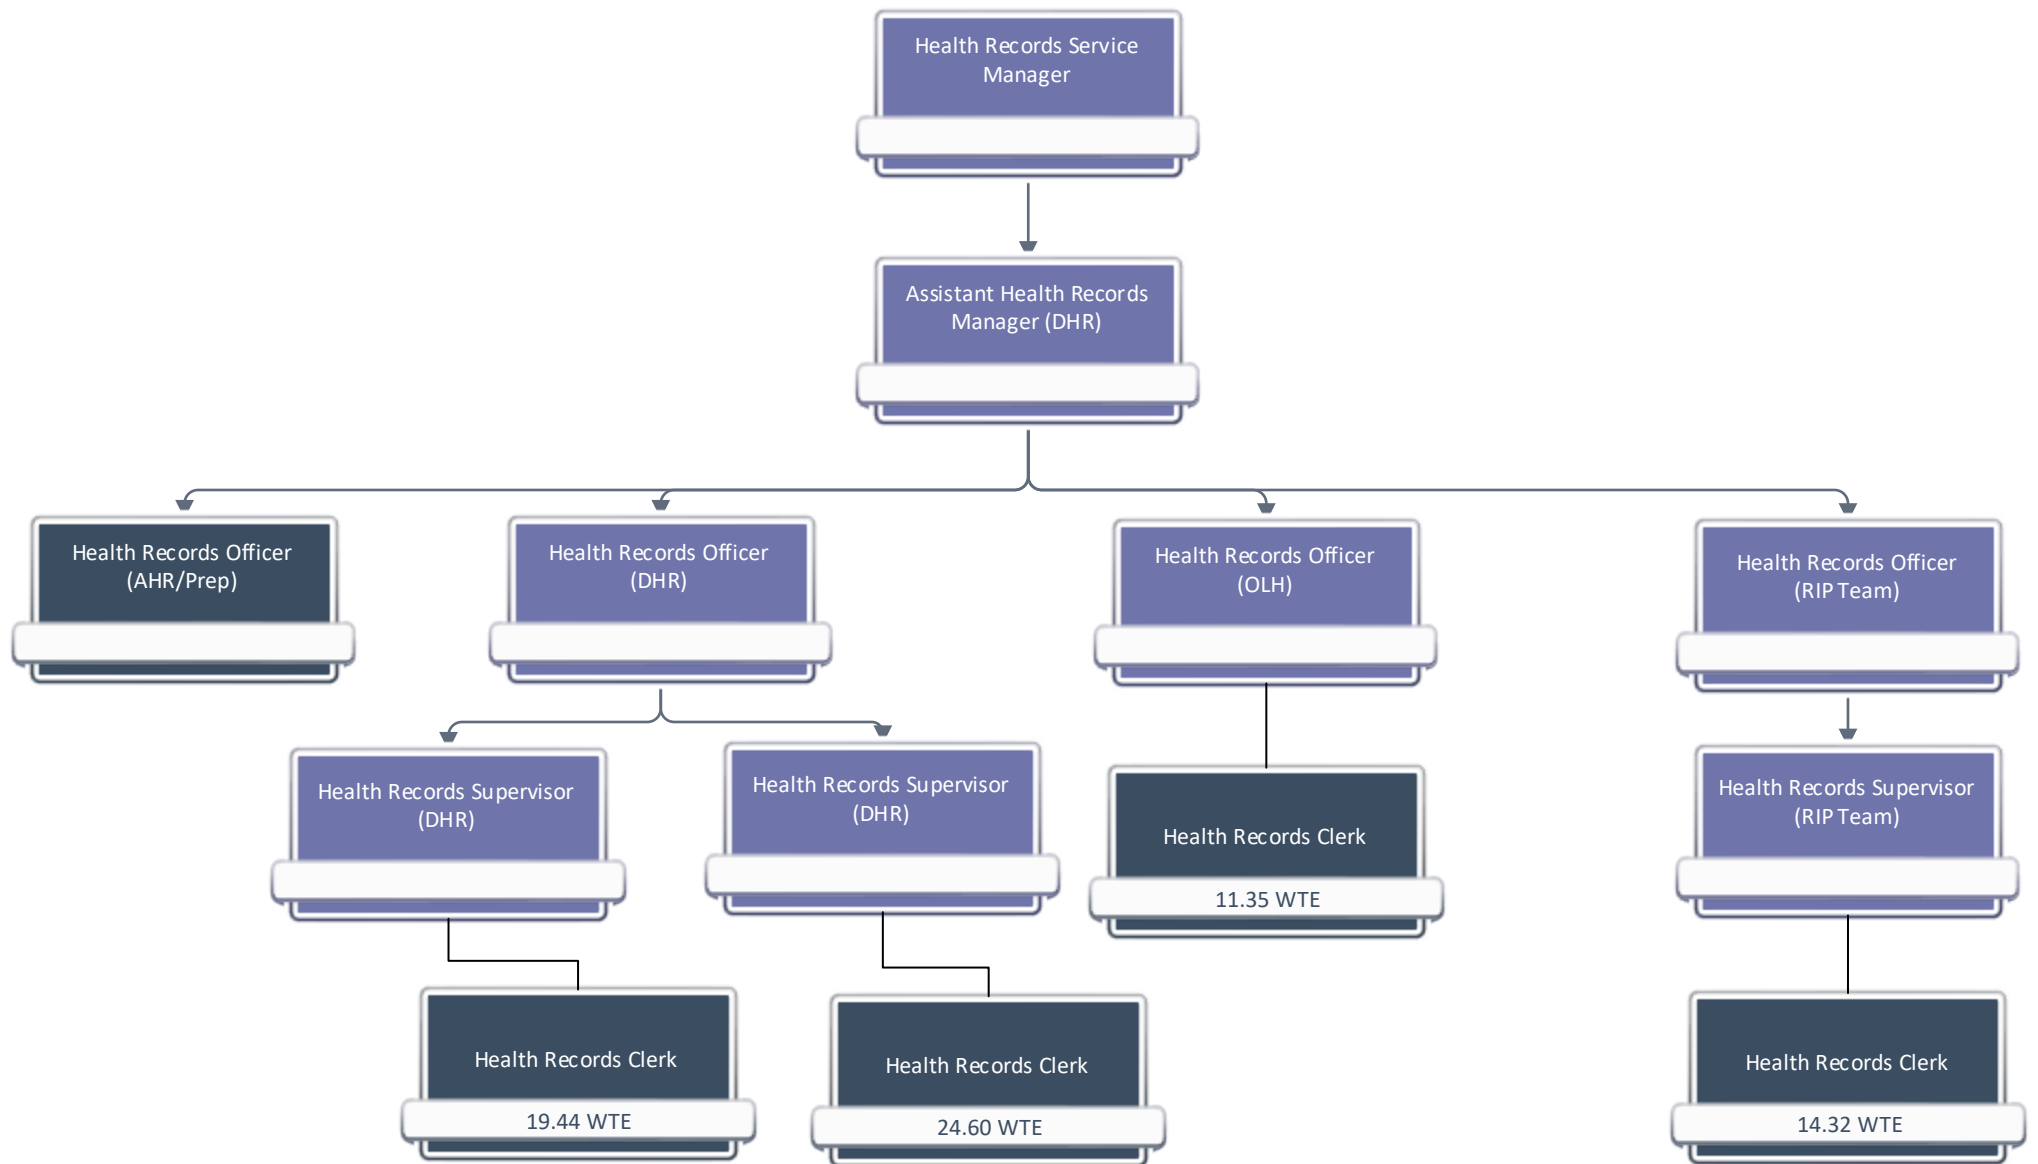 Health Records Service
Manager
Assistant Health Records
Manager (DHR)
Health Records Officer
(AHR/Prep)
Health Records Officer
(DHR)
Health Records Officer
(OLH)
Health Records Officer
(RIP Team)
Health Records Supervisor
(DHR)
Health Records Supervisor
(DHR)
Health Records Clerk
11.35 WTE
Health Records Supervisor
(RIP Team)
Health Records Clerk
19.44 WTE
Health Records Clerk
24.60 WTE
Health Records Clerk
14.32 WTE